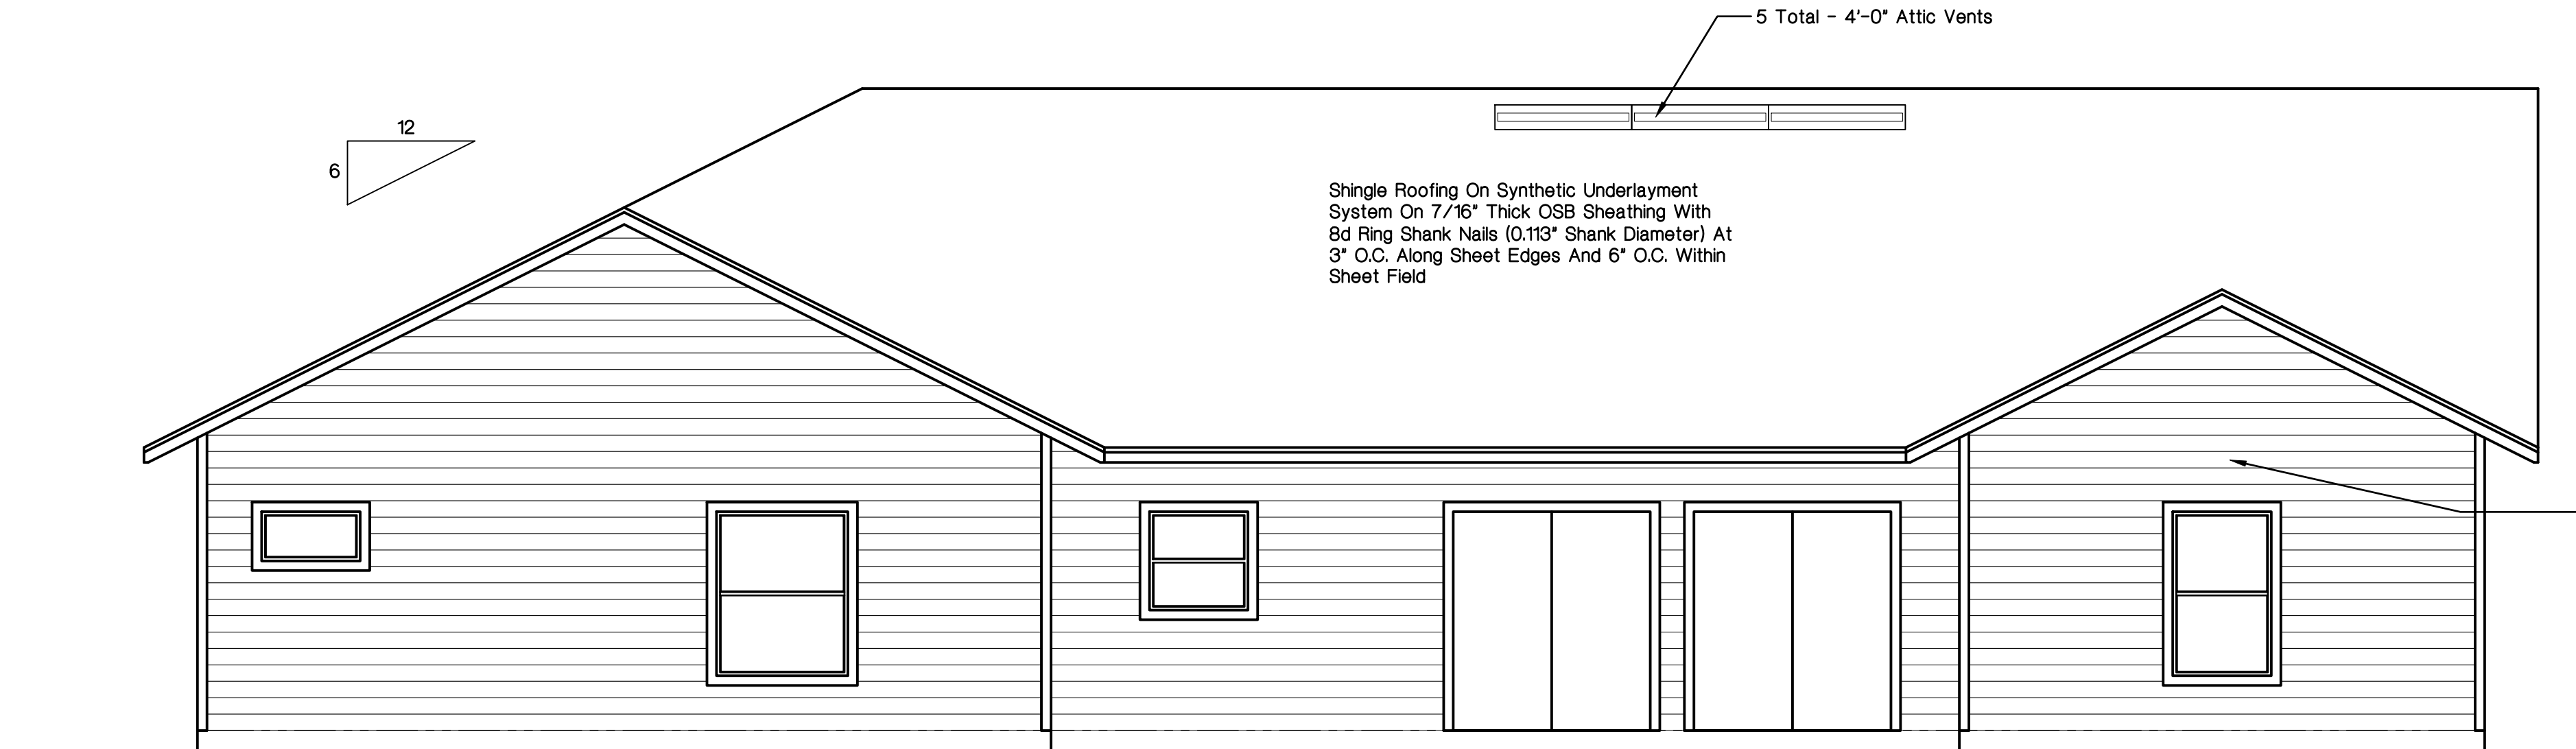 5 Total - 4'-0" Attic Vents
12
6
Shingle Roofing On Synthetic Underlayment
System On 7/16" Thick OSB Sheathing With
8d Ring Shank Nails (0.113" Shank Diameter) At
3" O.C. Along Sheet Edges And 6" O.C. Within
Sheet Field